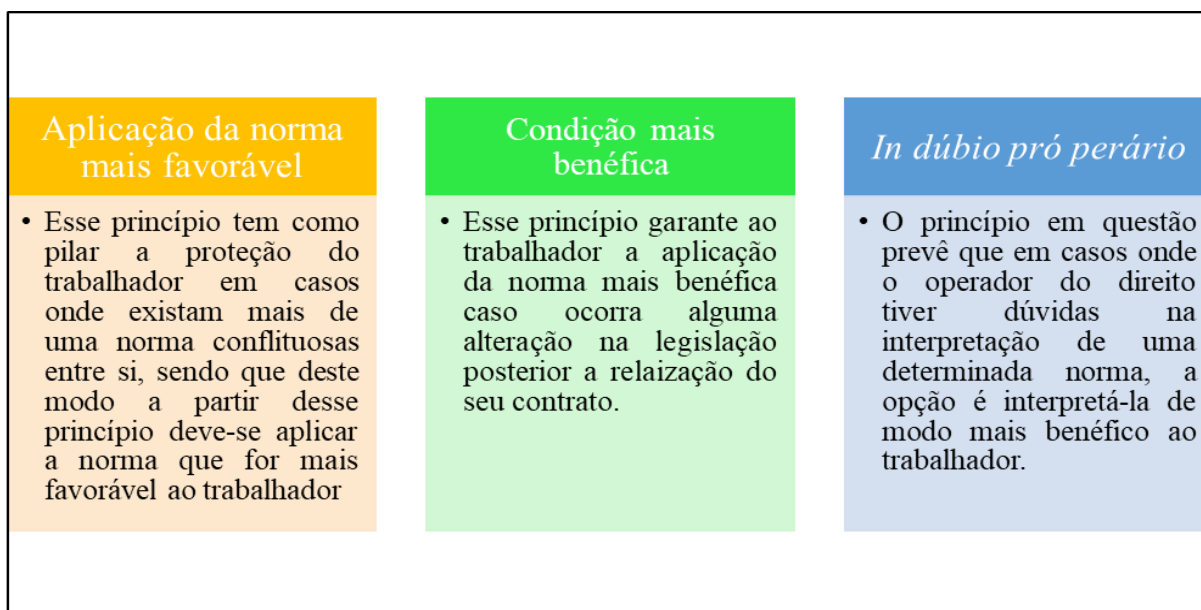 Aplicação da norma
mais favorável
• Esse princípio tem como
pilar a proteção do
trabalhador em casos
onde existam mais de
uma norma conflituosas
entre si, sendo que deste
modo a partir desse
princípio deve-se aplicar
a norma que for mais
favorável ao trabalhador
Condição mais
benéfica
• Esse princípio garante ao
trabalhador a aplicação
da norma mais benéfica
caso ocorra alguma
alteração na legislação
posterior a relaização do
seu contrato.
In dúbio pró perário
• O princípio em questão
prevê que em casos onde
o operador do direito
tiver dúvidas na
interpretação de uma
determinada norma, a
opção é interpretá-la de
modo mais benéfico ao
trabalhador.